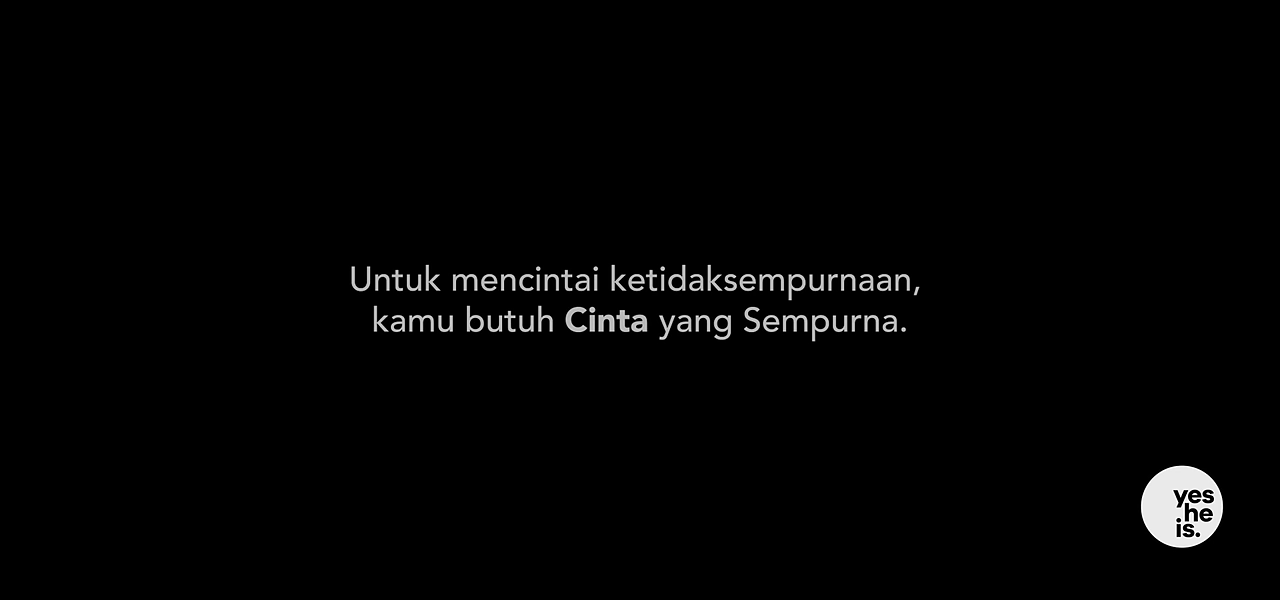 Untuk mencintai ketidaksempurnaan,
kamu butuh Cinta yang Sempurna.
yes
he
is.